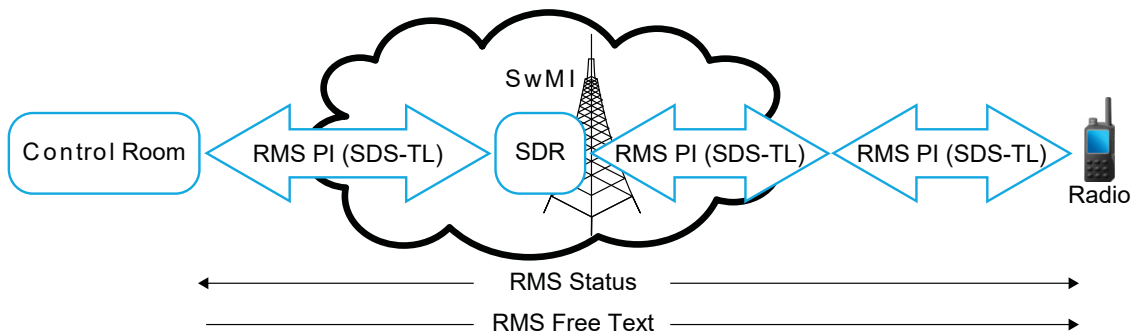 SwMI
Control Room
RMS PI (SDS-TL)
SDR
RMS PI (SDS-TL)
RMS PI (SDS-TL)
Radio
RMS Status
RMS Free Text